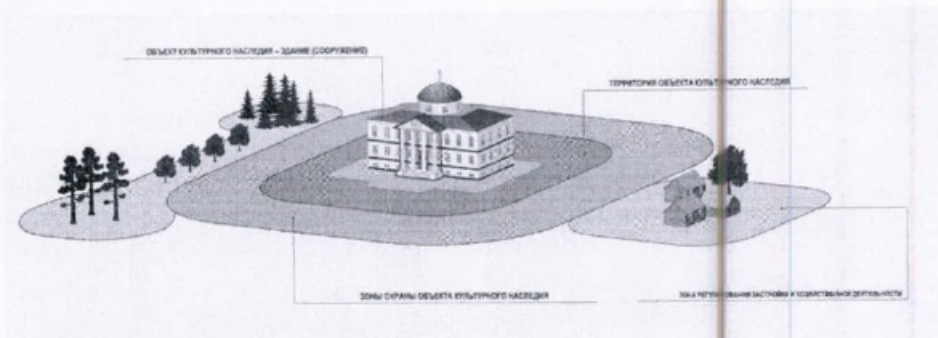 ОБЪЕКТ КУЛЬТУРНОГО НАСЛЕДИЯ – ЗДАНИЕ (СООРУЖЕНИЕ)
ТЕРРИТОРИЯ ОБЪЕКТА КУЛЬТУРНОГО НАСЛЕДИЯ
ЗОНЫ ОХРАНЫ ОБЪЕКТА КУЛЬТУРНОГО НАСЛЕДИЯ
ЗОНА РЕГУЛИРОВАНИЯ ЗАСТРОЙКИ И ХОЗЯЙСТВЕННОЙ ДЕЯТЕЛЬНОСТИ